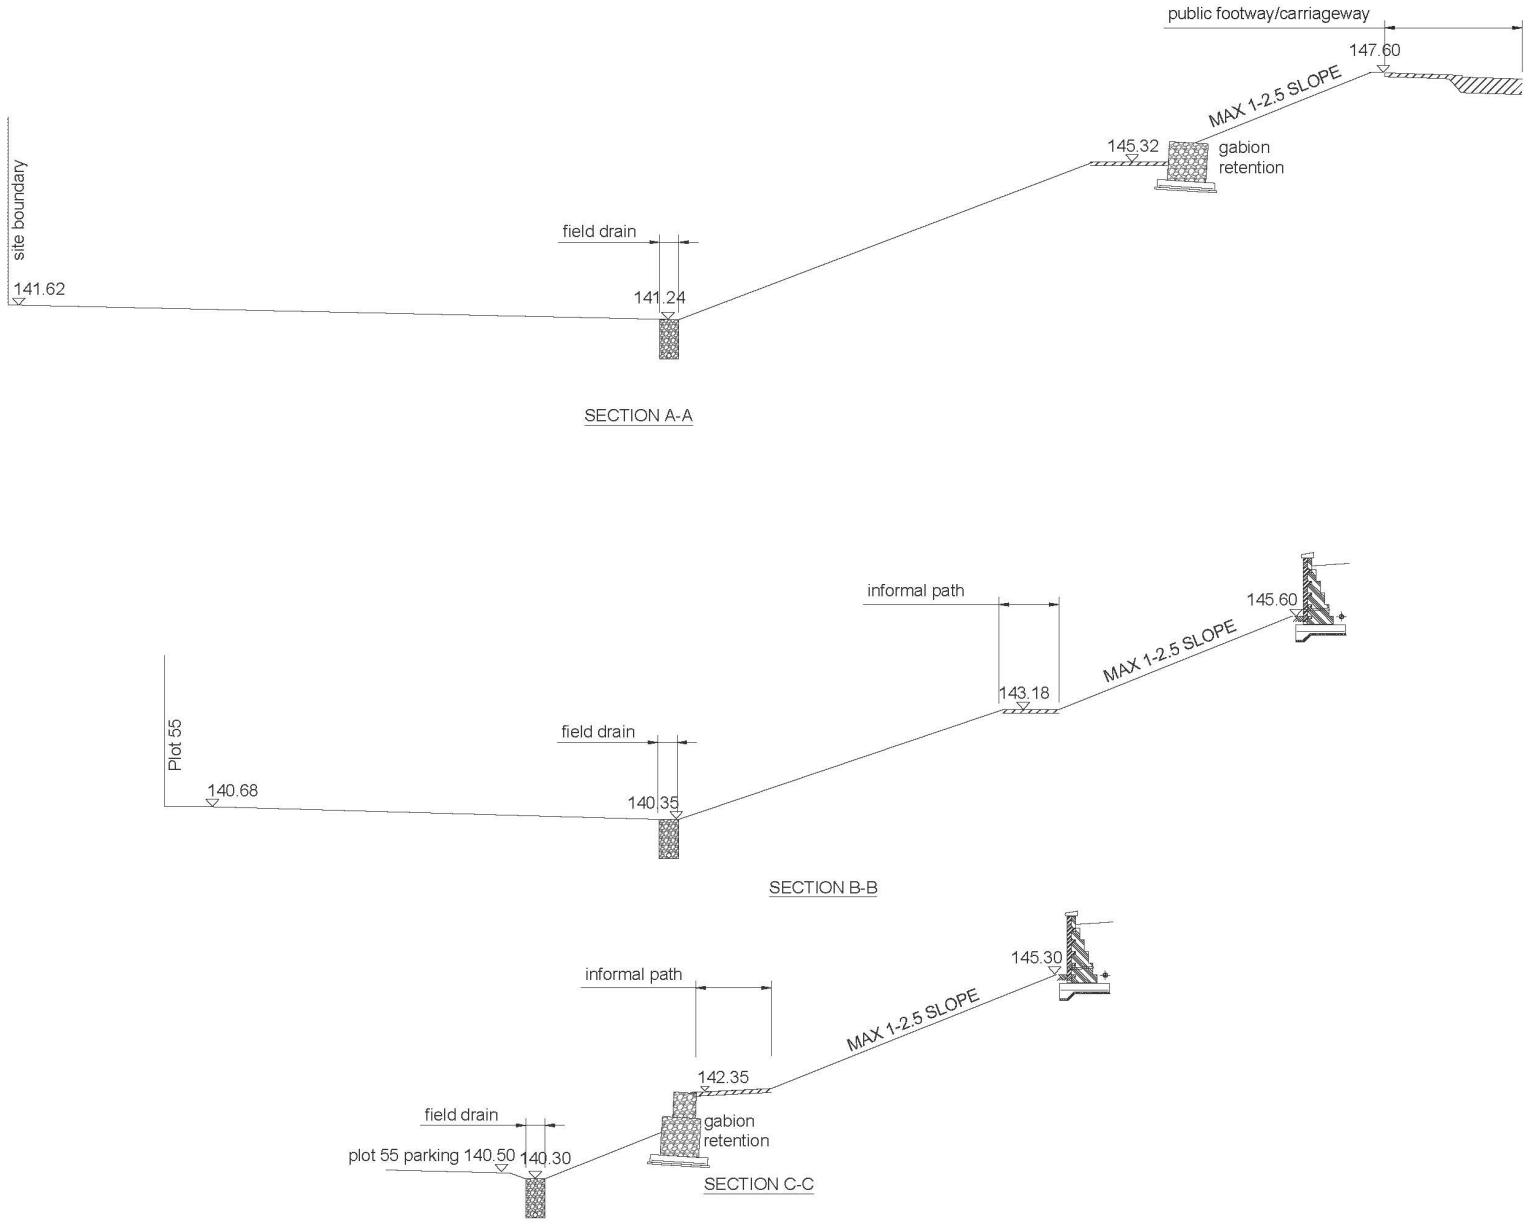 public footway/carriageway
147.60
MAX 1-2.5 SLOPE
145.32
gabion
retention
site boundary
field drain
141.62
141.24
SECTION A-A
informal path
145.60
MAX 1-2.5 SLOPE
143.18
Plot 55
field drain
140.68
140.35
SECTION B-B
informal path
145.30
MAX 1-2.5 SLOPE
142.35
field drain
gabion
retention
plot 55 parking 140.50 140.30
SECTION C-C